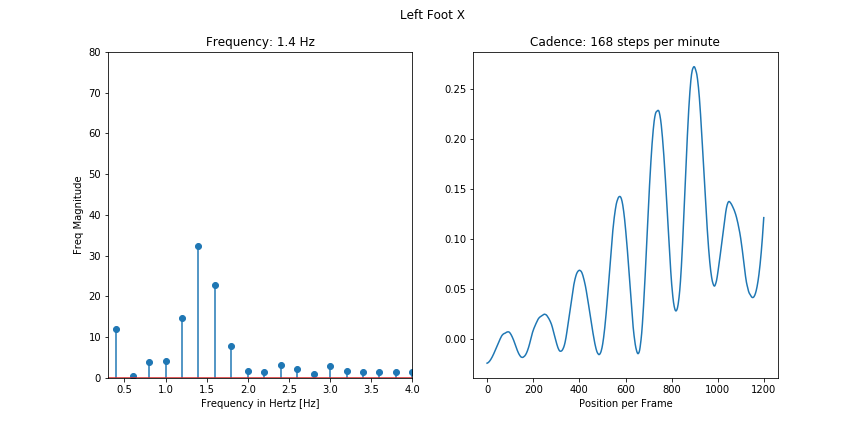 Left Foot X
Frequency: 1.4 Hz
Freq Magnitude
80
70
60
50
40
30
20
10
0
0.5 1.0 1.5 2.0 2.5 3.0 3.5 4.0
Frequency in Hertz [Hz]
Cadence: 168 steps per minute
0.25
0.20
0.15
0.10
0.05
0.00
0 200 400 600 800 1000 1200
Position per Frame